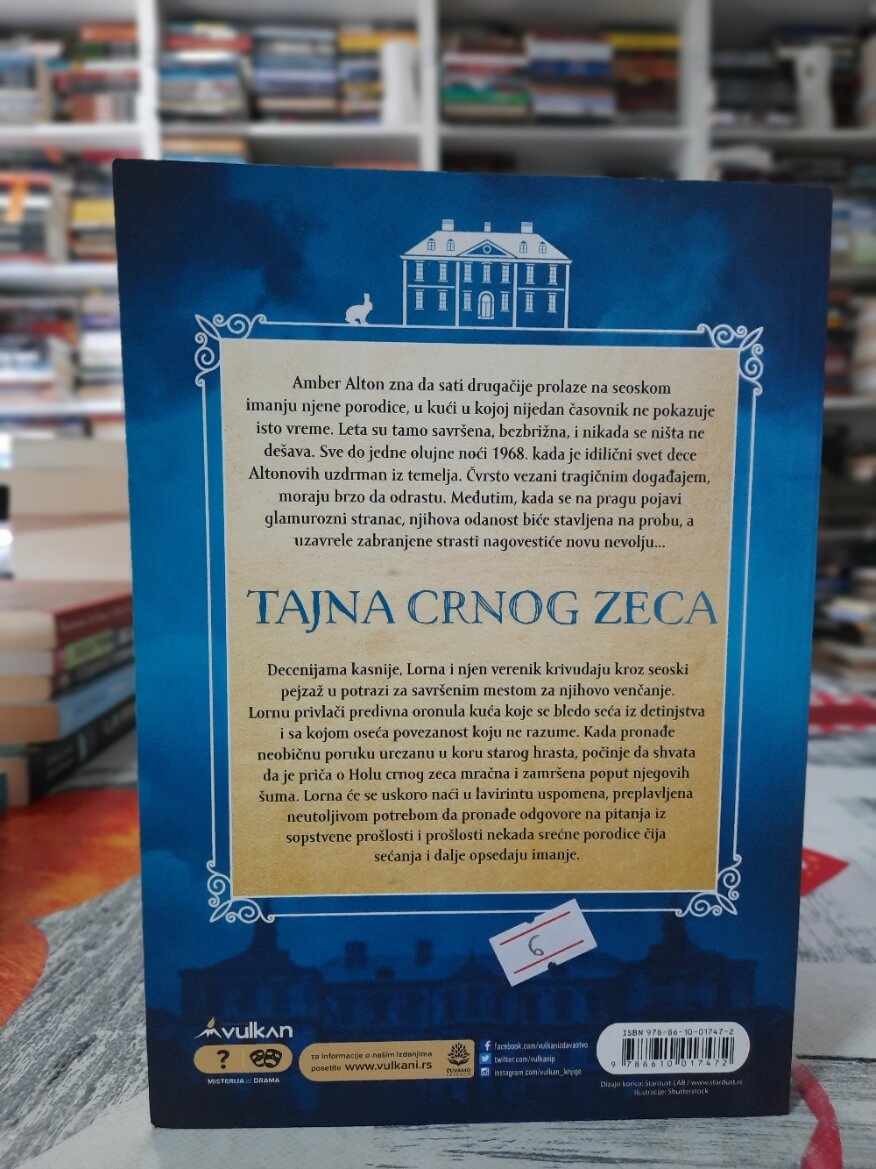 Amber Alton zna da sati drugačije prolaze na seoskom
imanju njene porodice, u kući u kojoj nijedan časovnik ne pokazuje
isto vreme. Leta su tamo savršena, bezbrižna, i nikada se ništa ne
dešava. Sve do jedne olujne noći 1968. kada je idilični svet dece
Altonovih uzdrman iz temelja. Čvrsto vezani tragičnim događajem,
moraju brzo da odrastu. Međutim, kada se na pragu pojavi
glamurozni stranac, njihova odanost biće stavljena na probu, a
uzavrele zabranjene strasti nagovestiće novu nevolju...
TAJNA CRNOG ZECA
Decenijama kasnije, Lorna i njen verenik krivudaju kroz seoski
pejzaž u potrazi za savršenim mestom za njihovo venčanje.
Lornu privlači predivna oronula kuća koje se bledo seća iz detinjstva
i sa kojom oseća povezanost koju ne razume. Kada pronađe
neobičnu poruku urezanu u koru starog hrasta, počinje da shvata
da je priča o Holu crnog zeca mračna i zamršena poput njegovih
šuma. Lorna će se uskoro naći u lavirintu uspomena, preplavljena
neutoljivom potrebom da pronađe odgovore na pitanja iz
sopstvene prošlosti i prošlosti nekada srećne porodice čija
sećanja i dalje opsedaju imanje.
6
vulkan
?
MISTERIJA :: DRAMA
za informacije o našim izdanjima
posetite www.vulkani.rs
ČUVAMO
facebook.com/vulkanizdavastvo
twitter.com/vulkanip
instagram.com/vulkan_knjige
ISBN 978-86-10-01747-2
9 788610 017472
Dizajn korica: Stardust LAB / www.stardust.rs
Ilustracije: Shutterstock